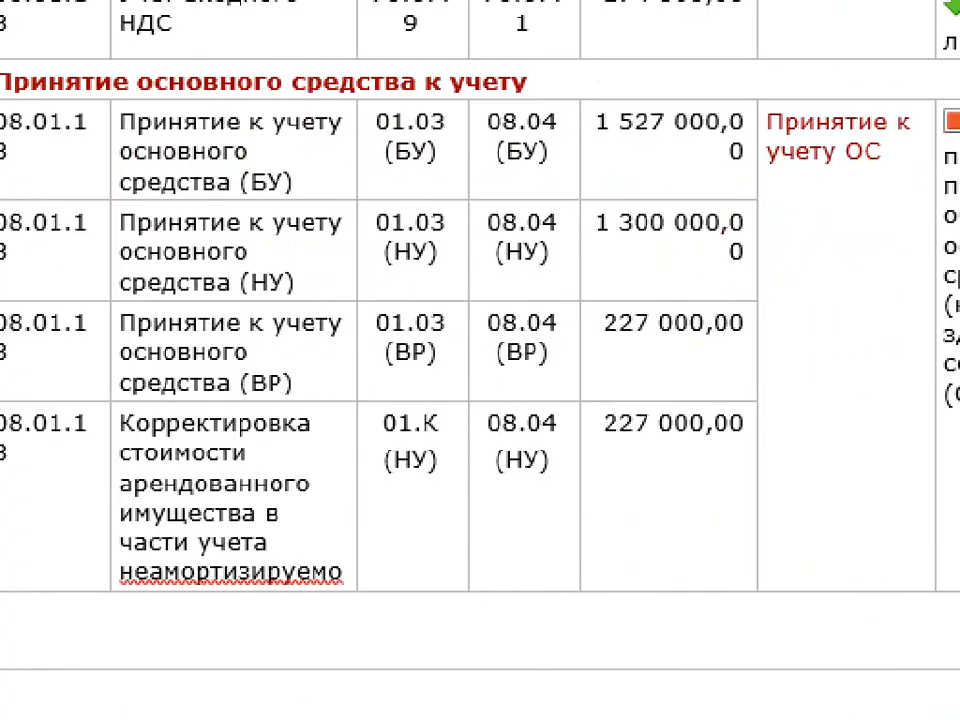 НДС
9
1
Принятие основного средства к учету
08.01.1
3
Принятие к учету
основного
средства (БУ)
01.03
(БУ)
08.04
(БУ)
1 527 000,0
0
Принятие к
учету ОС
08.01.1
3
Принятие к учету
основного
средства (НУ)
01.03
(НУ)
08.04
(НУ)
1 300 000,0
0
08.01.1
3
Принятие к учету
основного
средства (ВР)
01.03
(ВР)
08.04
(ВР)
227 000,00
08.01.1
3
Корректировка
стоимости
арендованного
имущества в
части учета
неамортизируемо
01.К
(НУ)
08.04
(НУ)
227 000,00